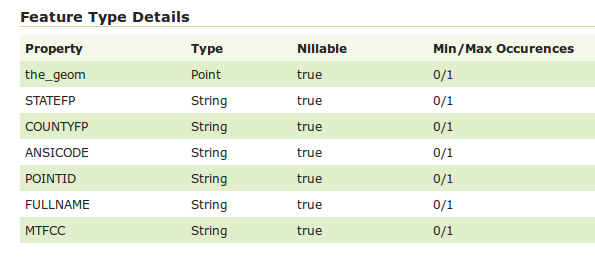 Feature Type Details
Property Type Nillable Min/Max Occurences
the_geom Point true 0/1
STATEFP String true 0/1
COUNTYFP String true 0/1
ANSICODE String true 0/1
POINTID String true 0/1
FULLNAME String true 0/1
MTFCC String true 0/1